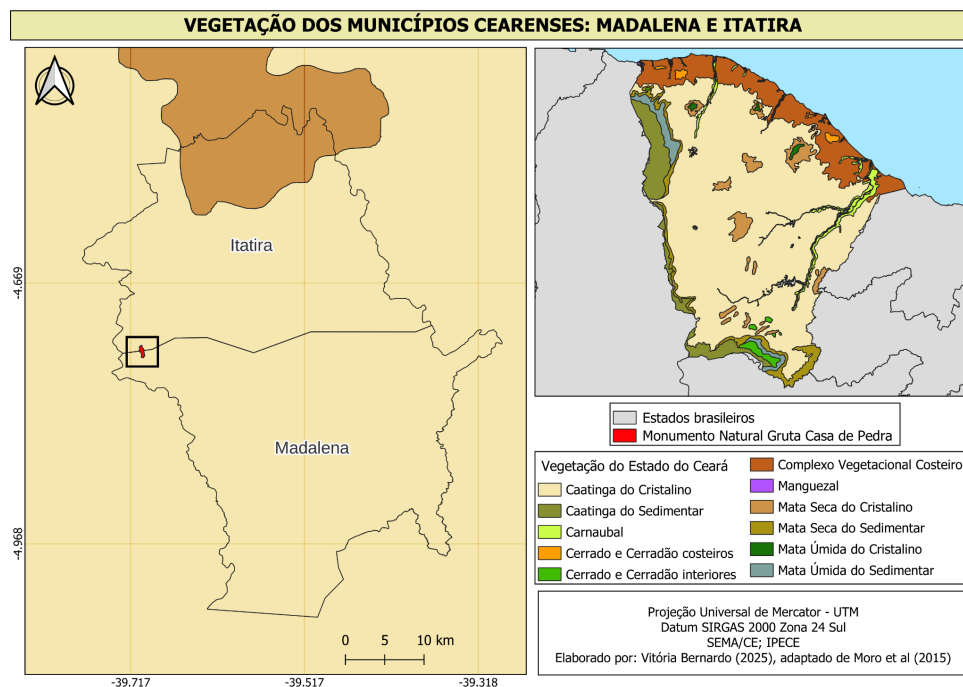 VEGETAÇÃO DOS MUNICÍPIOS CEARENSES: MADALENA E ITATIRA
Itatira
Madalena
-4.669
-4.968
0 5 10 km
-39.717
-39.517
-39.318
Estados brasileiros
Monumento Natural Gruta Casa de Pedra
Vegetação do Estado do Ceará
Caatinga do Cristalino
Caatinga do Sedimentar
Carnaubal
Cerrado e Cerradão costeiros
Cerrado e Cerradão interiores
Complexo Vegetacional Costeiro
Manguezal
Mata Seca do Cristalino
Mata Seca do Sedimentar
Mata Úmida do Cristalino
Mata Úmida do Sedimentar
Projeção Universal de Mercator - UTM
Datum SIRGAS 2000 Zona 24 Sul
SEMA/CE; IPECE
Elaborado por: Vitória Bernardo (2025), adaptado de Moro et al (2015)